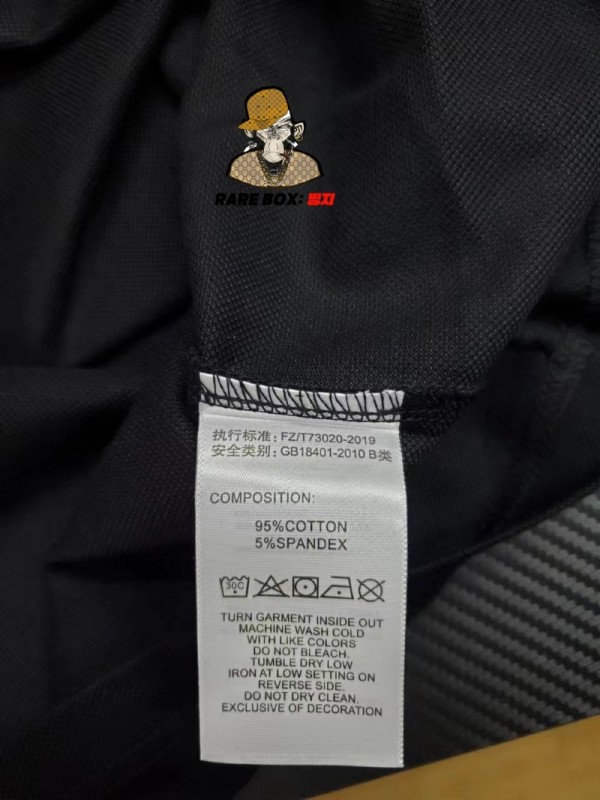 RARE BOX: 띵지
执行标准: FZ/T73020-2019
安全类别: GB18401-2010 B类
COMPOSITION:
95%COTTON
5%SPANDEX
30C
TURN GARMENT INSIDE OUT
MACHINE WASH COLD
WITH LIKE COLORS
DO NOT BLEACH.
TUMBLE DRY LOW
IRON AT LOW SETTING ON
REVERSE SIDE.
DO NOT DRY CLEAN.
EXCLUSIVE OF DECORATION